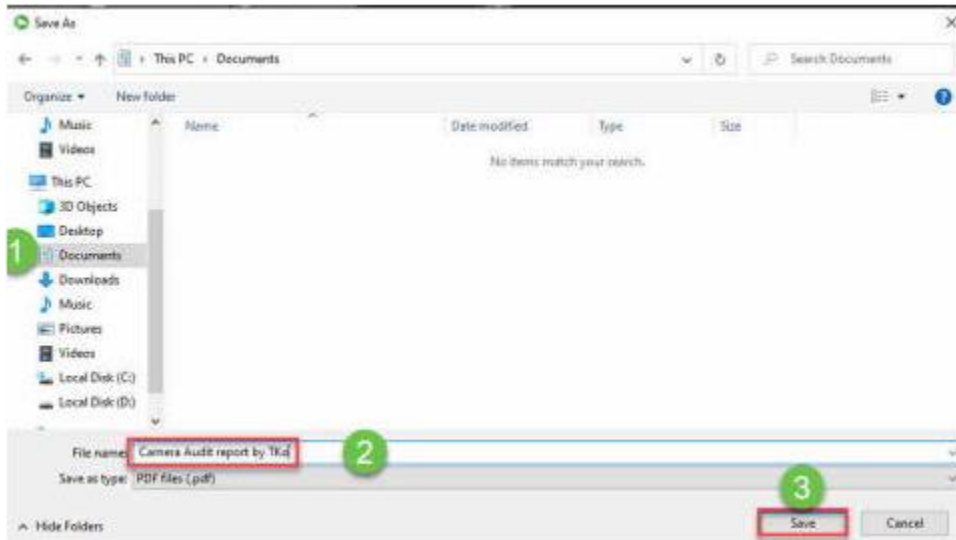 Save As
This PC › Documents
Search Documents
Organize
New folder
Music
Videos
This PC
3D Objects
Desktop
1
Documents
Downloads
Music
Pictures
Videos
Local Disk (C:)
Local Disk (D:)
Name
Date modified
Type
Size
No items match your search.
File name:
Camera Audit report by TKa
2
Save as type:
PDF files (.pdf)
3
Hide Folders
Save
Cancel